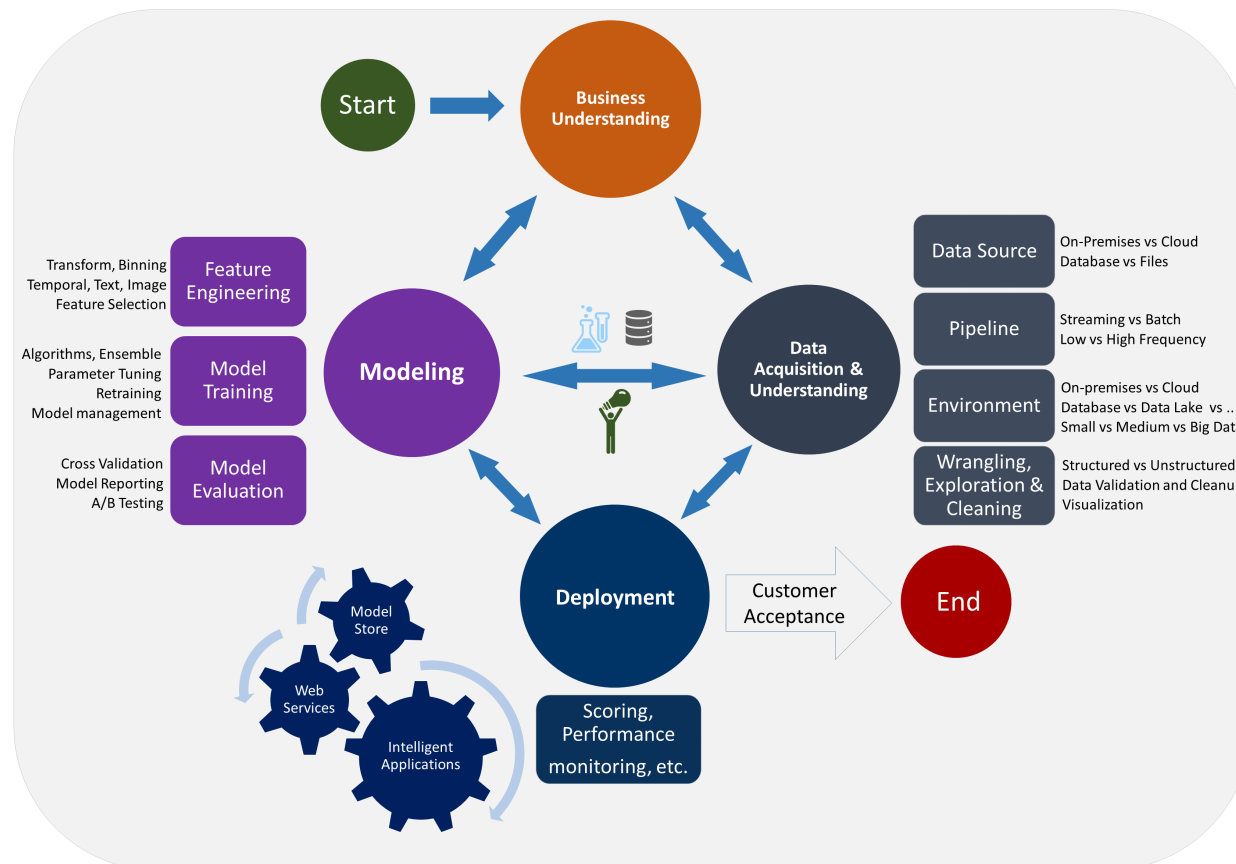 Start
Business
Understanding
Feature
Engineering
Transform, Binning
Temporal, Text, Image
Feature Selection
Model
Training
Algorithms, Ensemble
Parameter Tuning
Retraining
Model management
Model
Evaluation
Cross Validation
Model Reporting
A/B Testing
Modeling
Data
Acquisition &
Understanding
Data Source
On-Premises vs Cloud
Database vs Files
Pipeline
Streaming vs Batch
Low vs High Frequency
Environment
On-premises vs Cloud
Database vs Data Lake vs ..
Small vs Medium vs Big Dat
Wrangling,
Exploration &
Cleaning
Structured vs Unstructured
Data Validation and Cleanu
Visualization
Deployment
Customer
Acceptance
End
Scoring,
Performance
monitoring, etc.
Model
Store
Web
Services
Intelligent
Applications